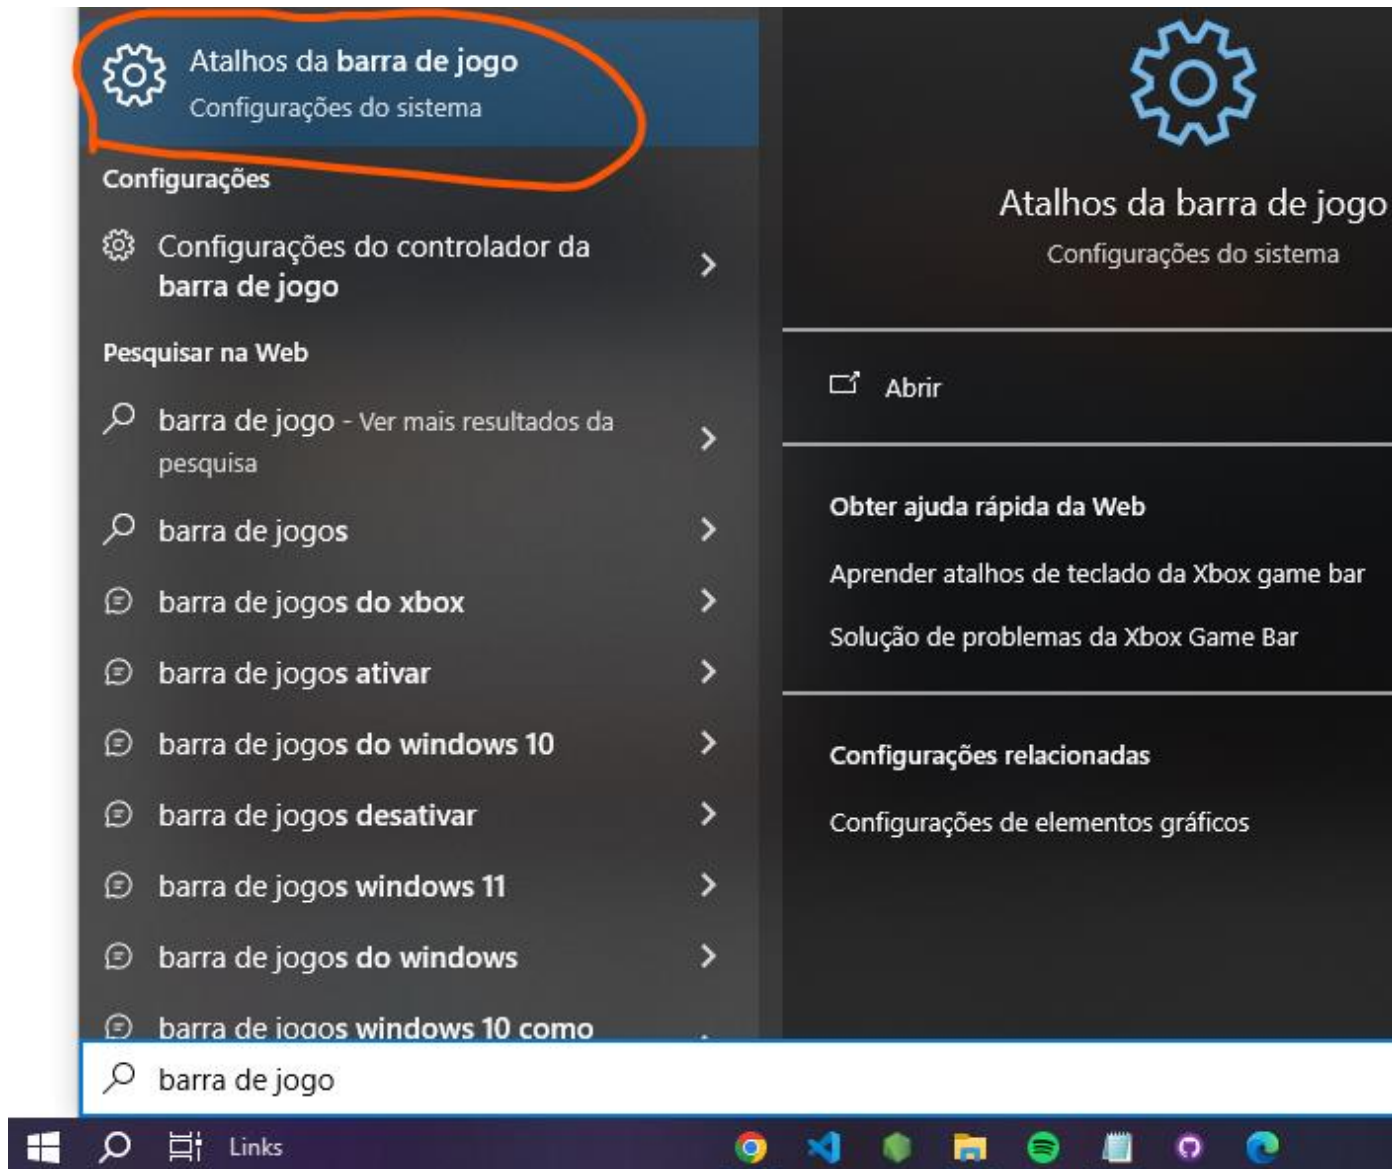 Atalhos da barra de jogo
Configurações do sistema
Configurações
Configurações do controlador da
barra de jogo
Pesquisar na Web
barra de jogo - Ver mais resultados da
pesquisa
barra de jogos
barra de jogos do xbox
barra de jogos ativar
barra de jogos do windows 10
barra de jogos desativar
barra de jogos windows 11
barra de jogos do windows
barra de jogos windows 10 como
Atalhos da barra de jogo
Configurações do sistema
Abrir
Obter ajuda rápida da Web
Aprender atalhos de teclado da Xbox game bar
Solução de problemas da Xbox Game Bar
Configurações relacionadas
Configurações de elementos gráficos
barra de jogo
Links